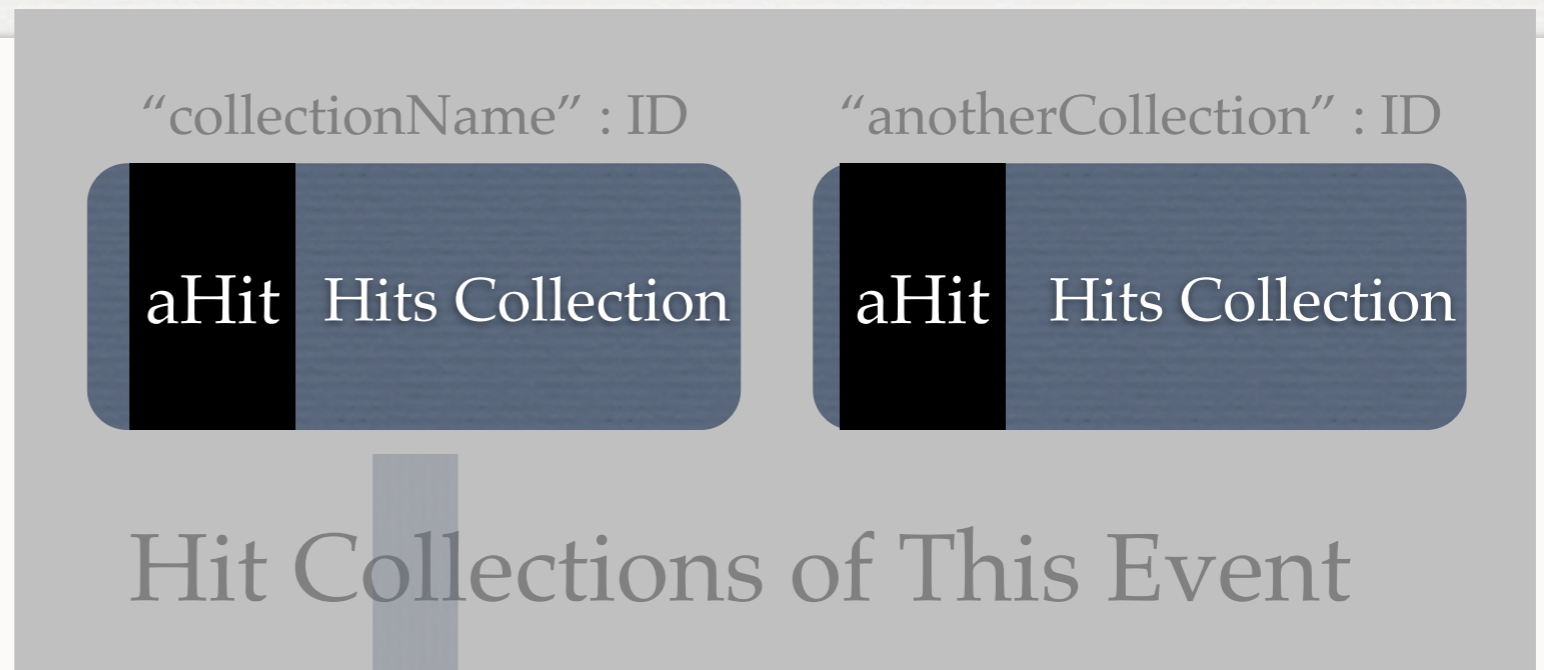 “collectionName” : ID
“anotherCollection” : ID
aHit
Hits Collection
aHit
Hits Collection
Hit Collections of This Event